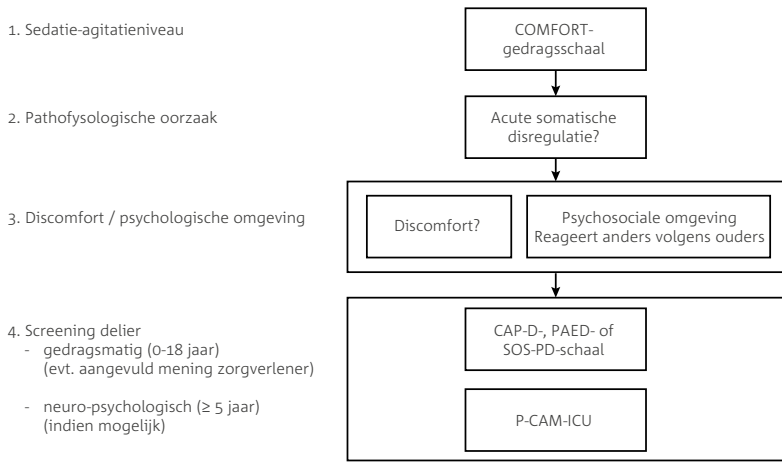 1. Sedatie-agitatieniveau
COMFORT-
gedragsschaal
2. Pathofysologische oorzaak
Acute somatische
disregulatie?
3. Discomfort / psychologische omgeving
Discomfort?
Psychosociale omgeving
Reageert anders volgens ouders
4. Screening delier
- gedragsmatig (0-18 jaar)
(evt. aangevuld mening zorgverlener)
CAP-D-, PAED- of
SOS-PD-schaal
- neuro-psychologisch (≥ 5 jaar)
(indien mogelijk)
P-CAM-ICU